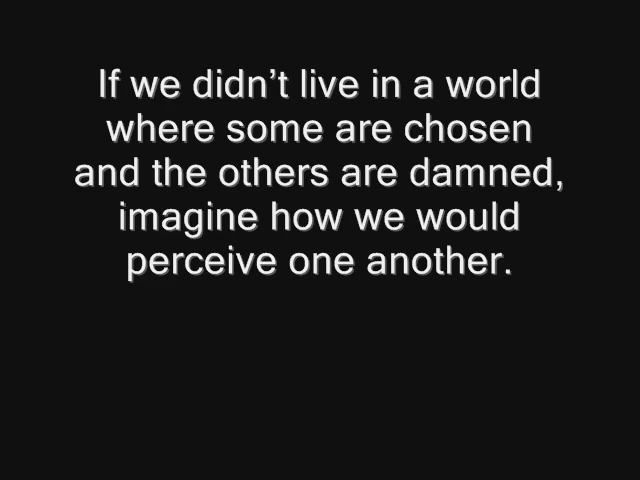 If we didn’t live in a world
where some are chosen
and the others are damned,
imagine how we would
perceive one another.